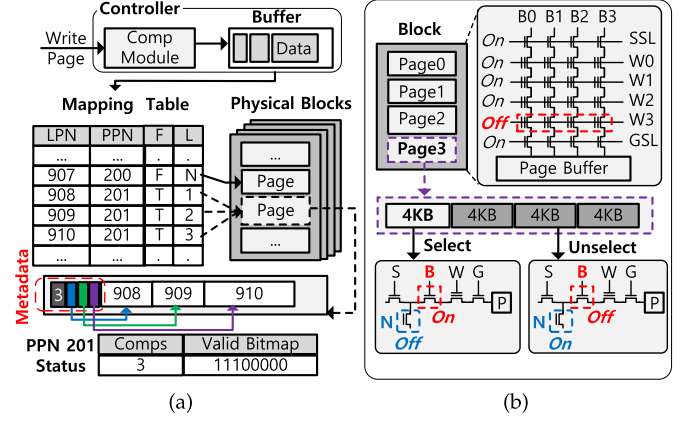 Controller
Write
Page
Comp
Module
Buffer
Data
Mapping Table
LPN PPN F L
... ... . .
907 200 F N
908 201 T 1
909 201 T 2
910 201 T 3
... ... . .
Physical Blocks
...
Page
Page
...
Metadata
3 908 909 910
PPN 201
Status
Comps Valid Bitmap
3 11100000
(a)
Block
Page0
Page1
Page2
Page3
B0 B1 B2 B3
On SSL
On W0
On W1
On W2
Off W3
On GSL
Page Buffer
4KB 4KB 4KB 4KB
Select
Unselect
S B W G
P
N On
Off
S B W G
P
N Off
On
(b)